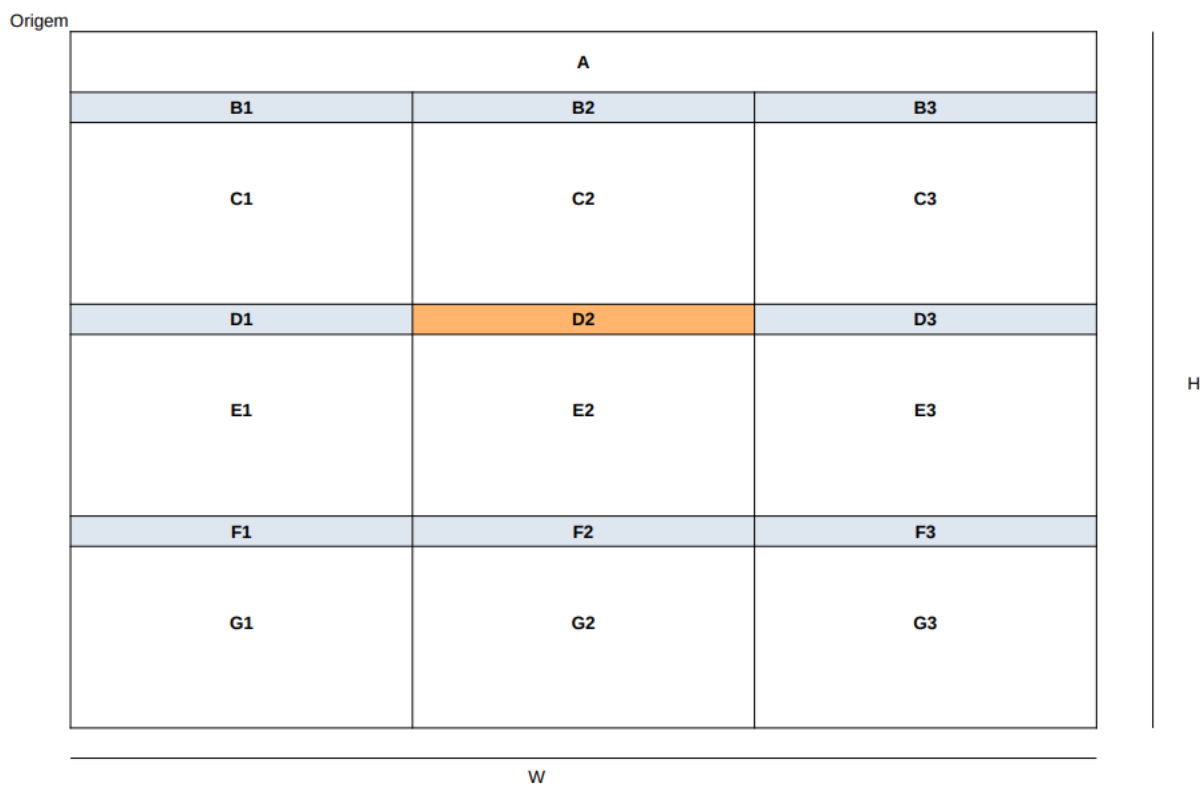 Origem
A
B1 B2 B3
C1 C2 C3
D1 D2 D3
H
E1 E2 E3
F1 F2 F3
G1 G2 G3
W